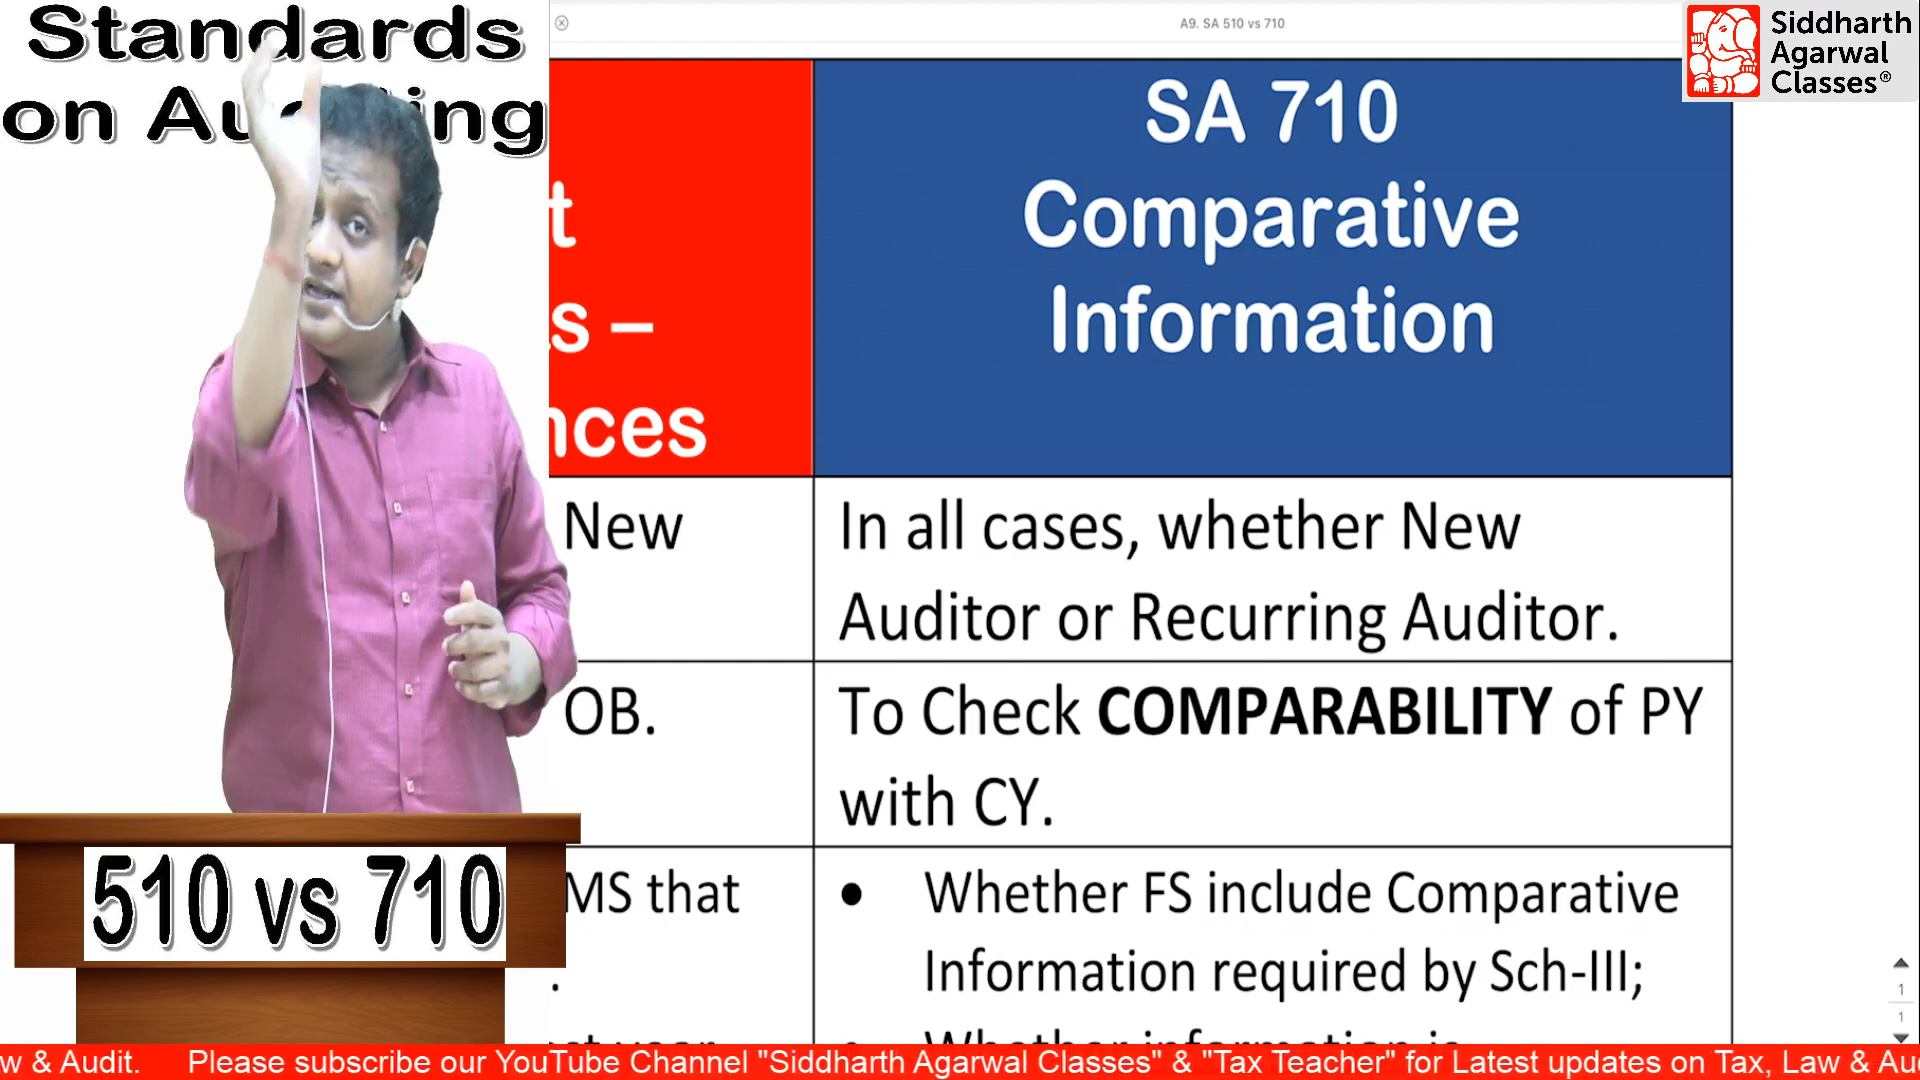 Standards
on Au ing
A9. SA 510 vs 710
Siddharth
Agarwal
Classes®
t
s –
nces
SA 710
Comparative
Information
New
In all cases, whether New
Auditor or Recurring Auditor.
OB.
To Check COMPARABILITY of PY
with CY.
MS that
.
• Whether FS include Comparative
Information required by Sch-III;
510 vs 710
1
1
w & Audit. Please subscribe our YouTube Channel "Siddharth Agarwal Classes" & "Tax Teacher" for Latest updates on Tax, Law & Au